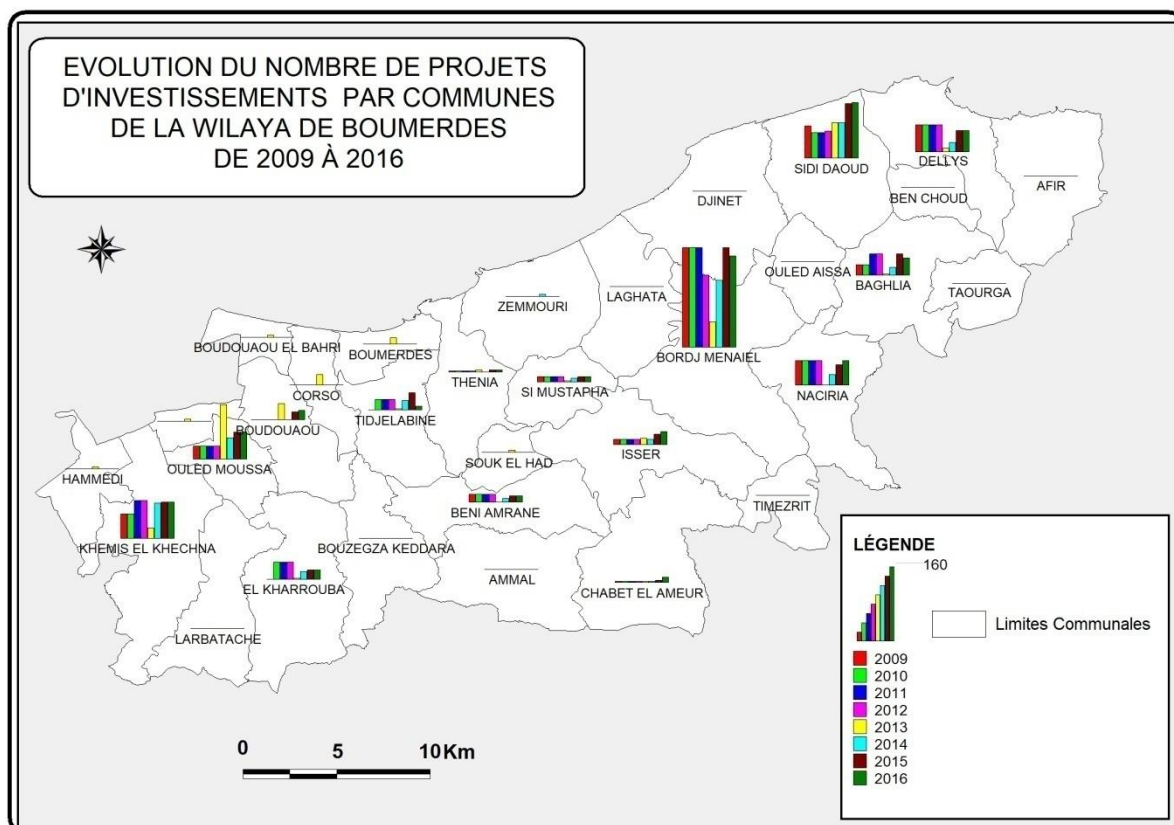 EVOLUTION DU NOMBRE DE PROJETS
D'INVESTISSEMENTS PAR COMMUNES
DE LA WILAYA DE BOUMERDES
DE 2009 À 2016
SIDI DAOUD
DELLYS
AFIR
BEN CHOUD
DJINET
OULED AISSA
BAGHLIA
TAOURGA
LAGHATA
ZEMMOURI
BORDJ MENAIEL
BOUDOUAOU EL BAHRI
BOUMERDES
THENIA
SI MUSTAPHA
NACIRIA
CORSO
TIDJELABINE
BOUDOUAOU
ISSER
SOUK EL HAD
OULED MOUSSA
HAMMEDI
TIMEZRIT
BENI AMRANE
KHEMIS EL KHECHNA
BOUZEGZA KEDDARA
AMMAL
EL KHARROUBA
CHABET EL AMEUR
LARBATACHE
0 5 10Km
LÉGENDE
160
Limites Communales
2009
2010
2011
2012
2013
2014
2015
2016